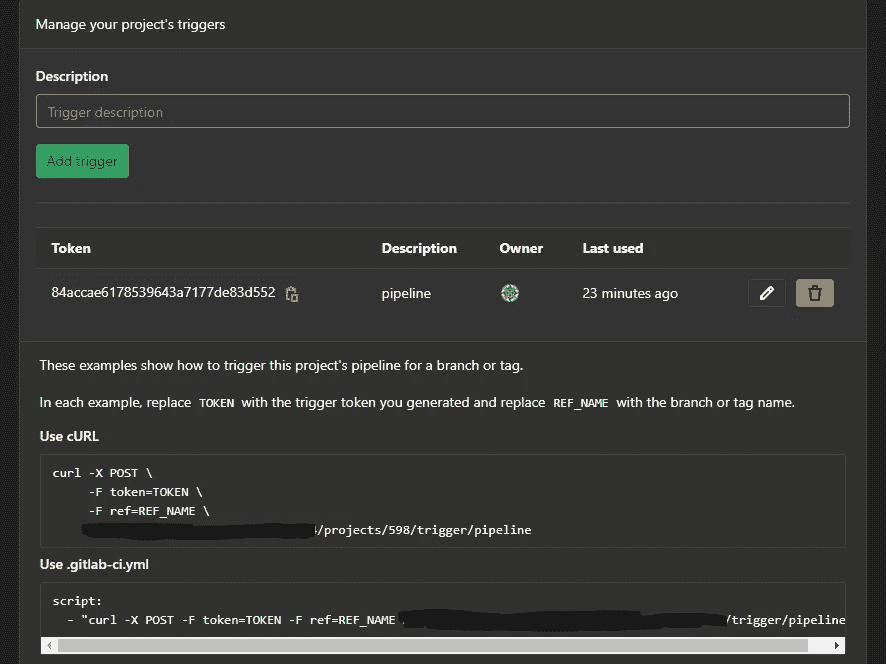 Manage your project's triggers
Description
Trigger description
Add trigger
Token Description Owner Last used
84accae6178539643a7177de83d552 pipeline 23 minutes ago
These examples show how to trigger this project's pipeline for a branch or tag.
In each example, replace TOKEN with the trigger token you generated and replace REF_NAME with the branch or tag name.
Use cURL
curl -X POST \
-F token=TOKEN \
-F ref=REF_NAME \
/projects/598/trigger/pipeline
Use .gitlab-ci.yml
script:
- "curl -X POST -F token=TOKEN -F ref=REF_NAME /trigger/pipeline